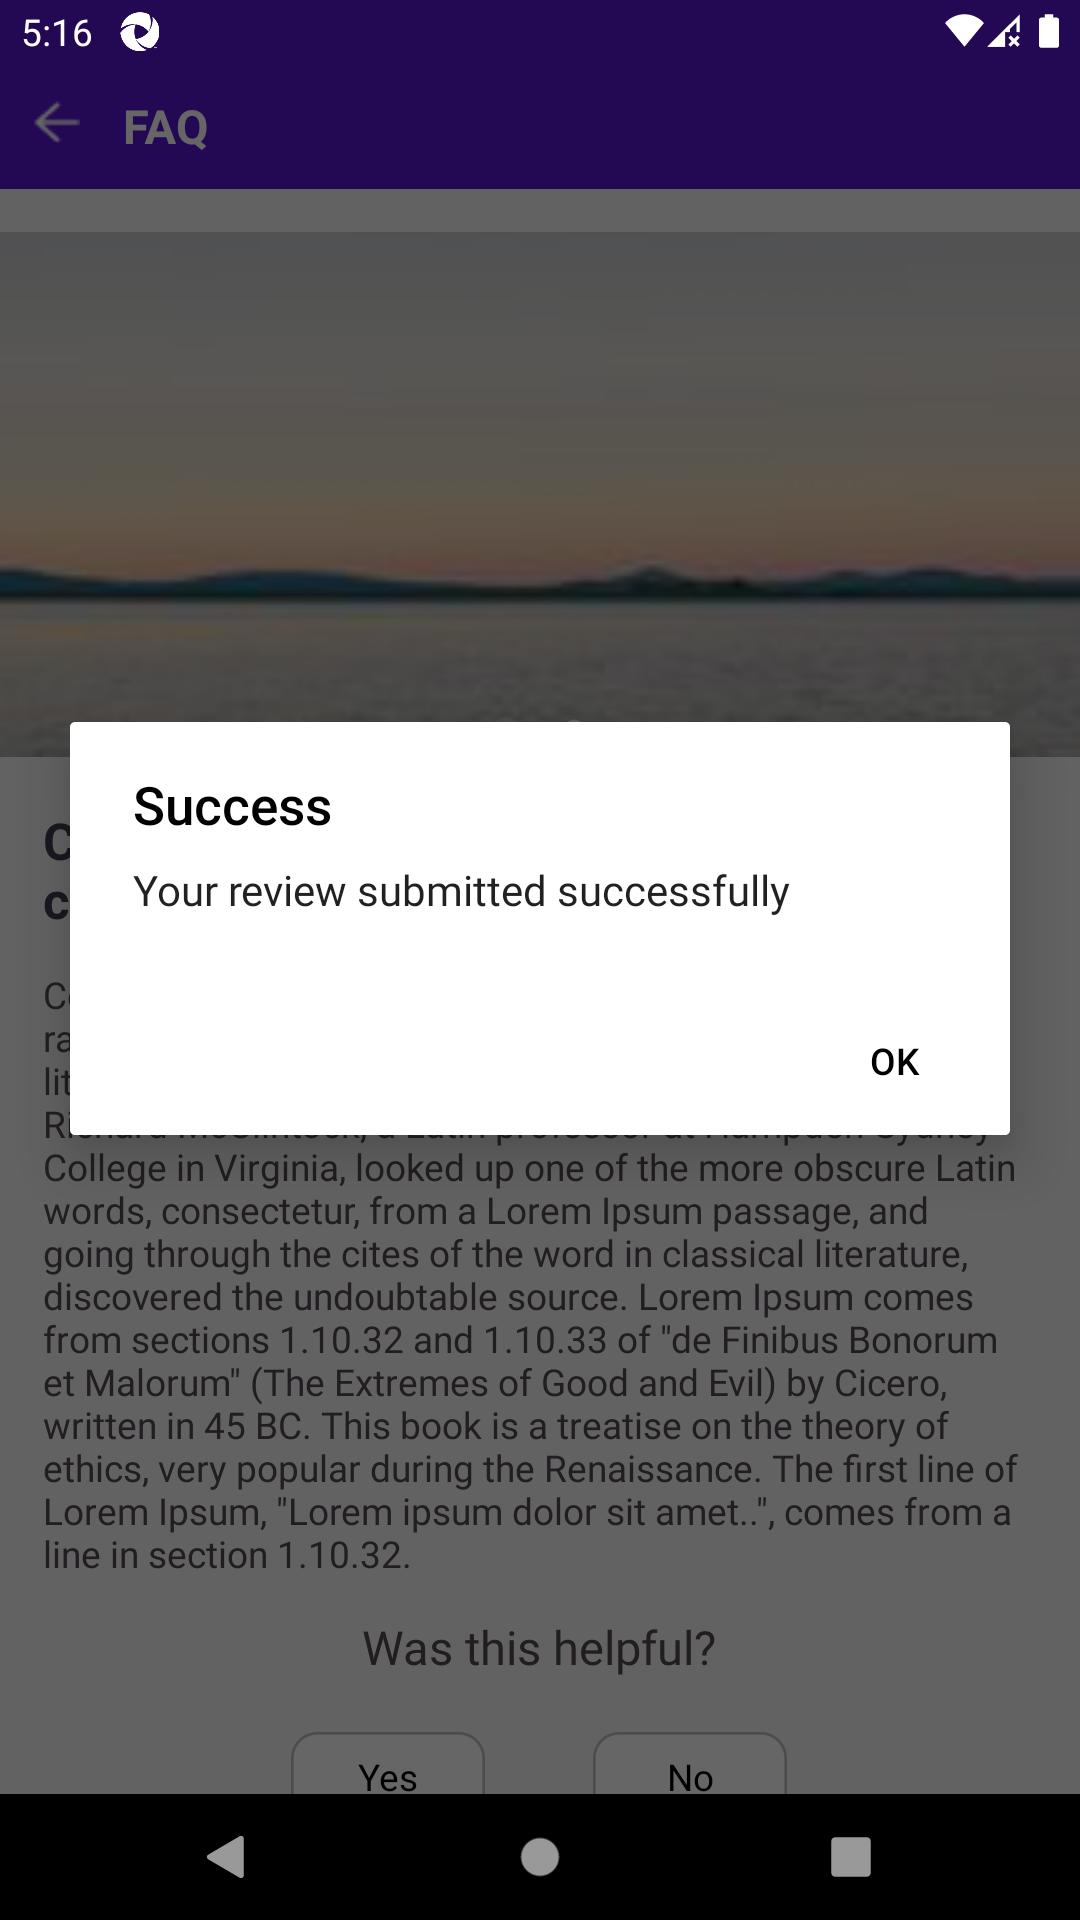 5:16
FAQ
Success
Your review submitted successfully
OK
College in Virginia, looked up one of the more obscure Latin
words, consectetur, from a Lorem Ipsum passage, and
going through the cites of the word in classical literature,
discovered the undoubtable source. Lorem Ipsum comes
from sections 1.10.32 and 1.10.33 of "de Finibus Bonorum
et Malorum" (The Extremes of Good and Evil) by Cicero,
written in 45 BC. This book is a treatise on the theory of
ethics, very popular during the Renaissance. The first line of
Lorem Ipsum, "Lorem ipsum dolor sit amet..", comes from a
line in section 1.10.32.
Was this helpful?
Yes No